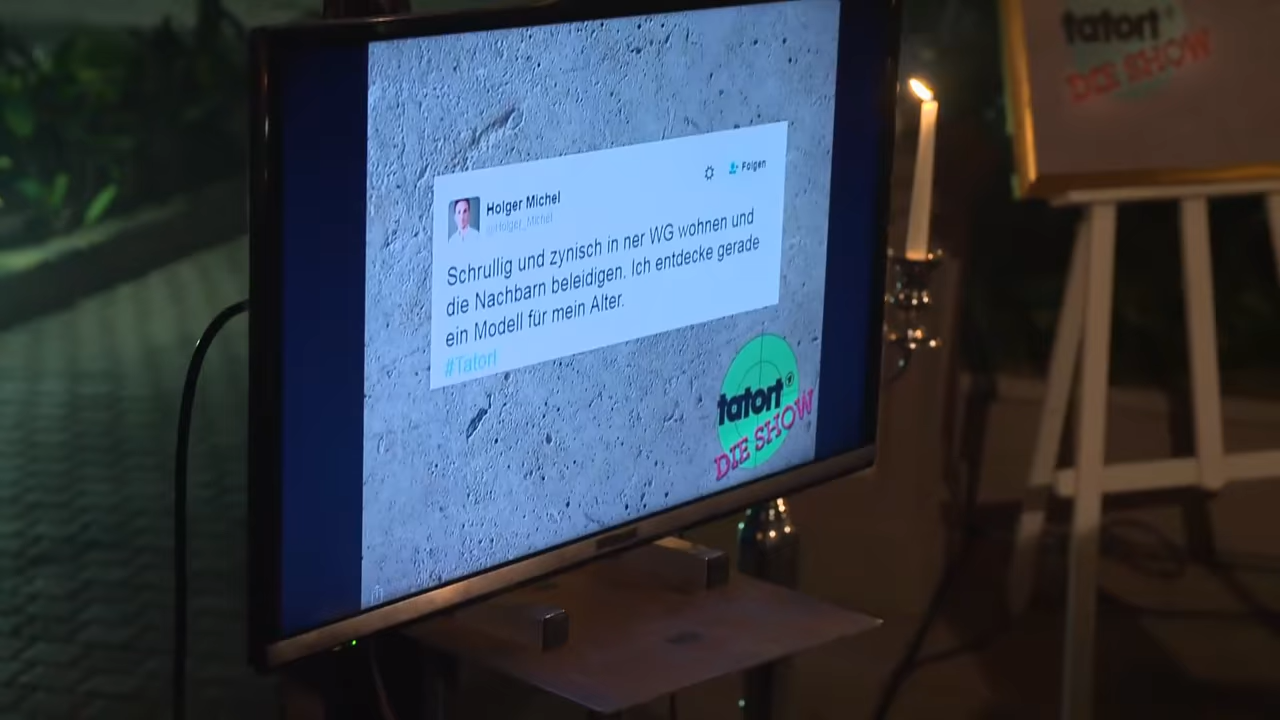 Holger Michel
@Holger_Michel
Folgen
Schrullig und zynisch in ner WG wohnen und
die Nachbarn beleidigen. Ich entdecke gerade
ein Modell für mein Alter.
#Tatort
tatort
DIE SHOW
tatort
DIE SHOW